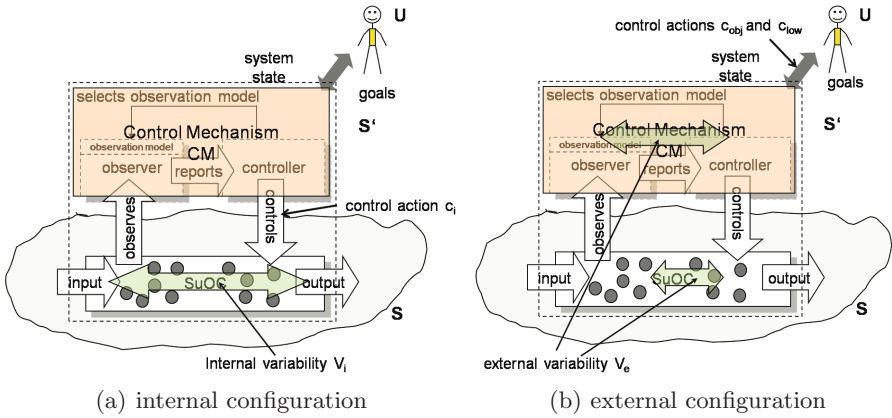 U
system
state
goals
selects observation model
S‘
Control Mechanism
observation model
CM
observer
reports
controller
observes
controls
control action ci
input
SuOC
output
S
Internal variability Vi
(a) internal configuration
U
control actions cobj and clow
system
state
goals
selects observation model
S‘
Control Mechanism
observation model
CM
observer
reports
controller
observes
controls
input
SuOC
output
S
external variability Ve
(b) external configuration